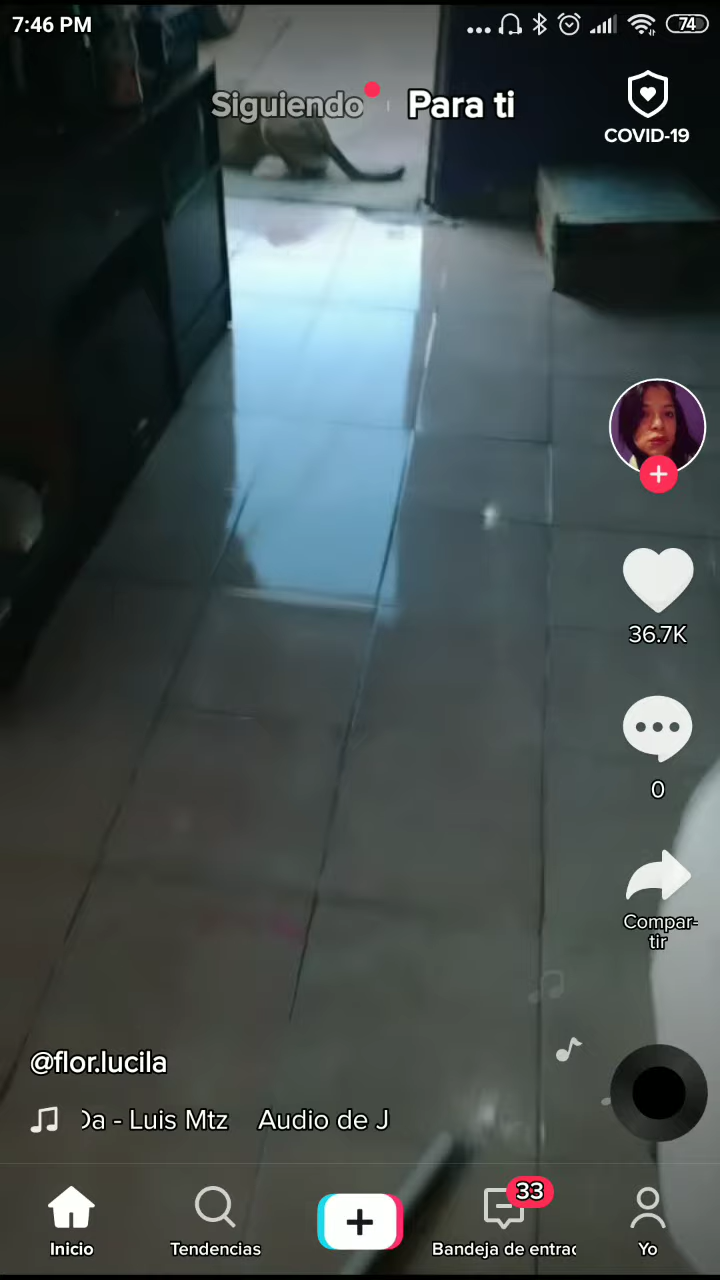 7:46 PM
74
Siguiendo
Para ti
COVID-19
36.7K
0
Compar-
tir
@flor.lucila
Da - Luis Mtz Audio de J
33
Inicio
Tendencias
Bandeja de entrac
Yo